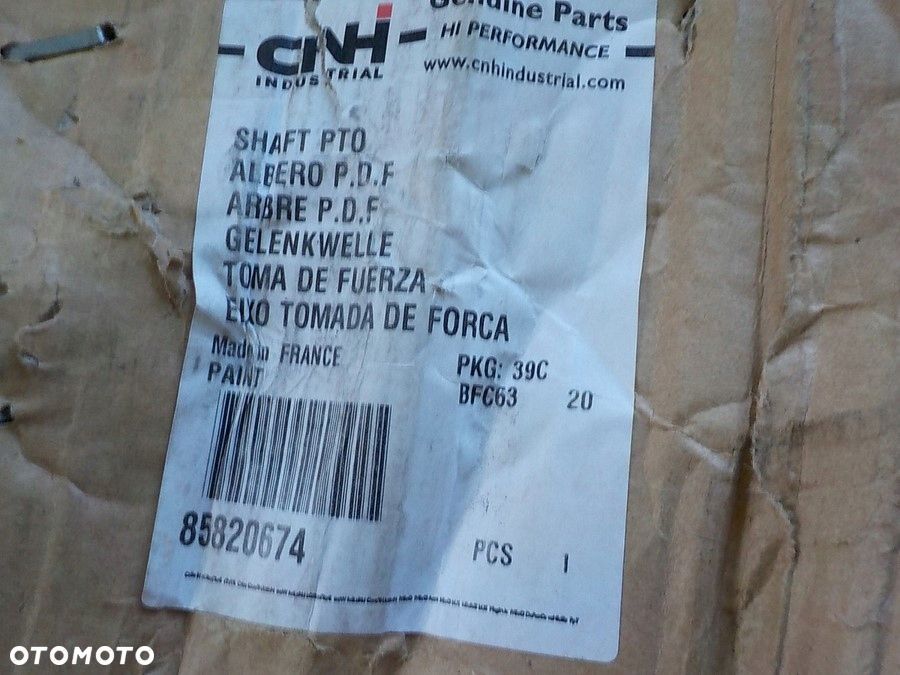 CNH
INDUSTRIAL
Genuine Parts
HI PERFORMANCE
www.cnhindustrial.com
SHAFT PTO
ALBERO P.D.F
ARBRE P.D.F
GELENKWELLE
TOMA DE FUERZA
EIXO TOMADA DE FORCA
Made in FRANCE
PAINT
PKG: 39C
BFC63 20
85820674
PCS 1
OTOMOTO